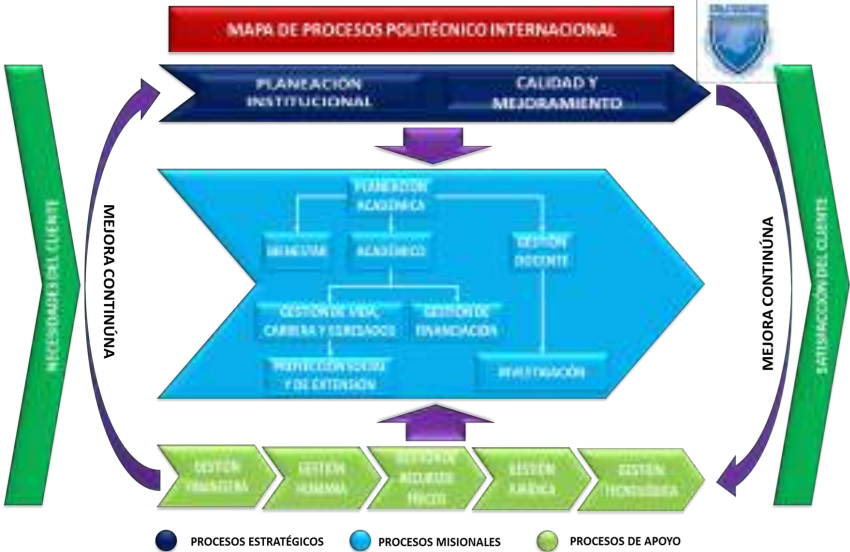 MAPA DE PROCESOS POLITÉCNICO INTERNACIONAL
PLANEACIÓN
INSTITUCIONAL
CALIDAD Y
MEJORAMIENTO
NECESIDADES DEL CLIENTE
MEJORA CONTINÚNA
PLANEACIÓN
ACADÉMICA
BIENESTAR
ACADÉMICO
GESTIÓN
DOCENTE
GESTIÓN DE VIDA,
CARRERA Y EGRESADOS
GESTIÓN DE
FINANCIACIÓN
PROYECCIÓN SOCIAL
Y DE EXTENSIÓN
INVESTIGACIÓN
MEJORA CONTINÚNA
SATISFACCIÓN DEL CLIENTE
GESTIÓN
FINANCIERA
GESTIÓN
HUMANA
GESTIÓN DE
RECURSOS
FÍSICOS
GESTIÓN
JURÍDICA
GESTIÓN
TECNOLÓGICA
PROCESOS ESTRATÉGICOS
PROCESOS MISIONALES
PROCESOS DE APOYO